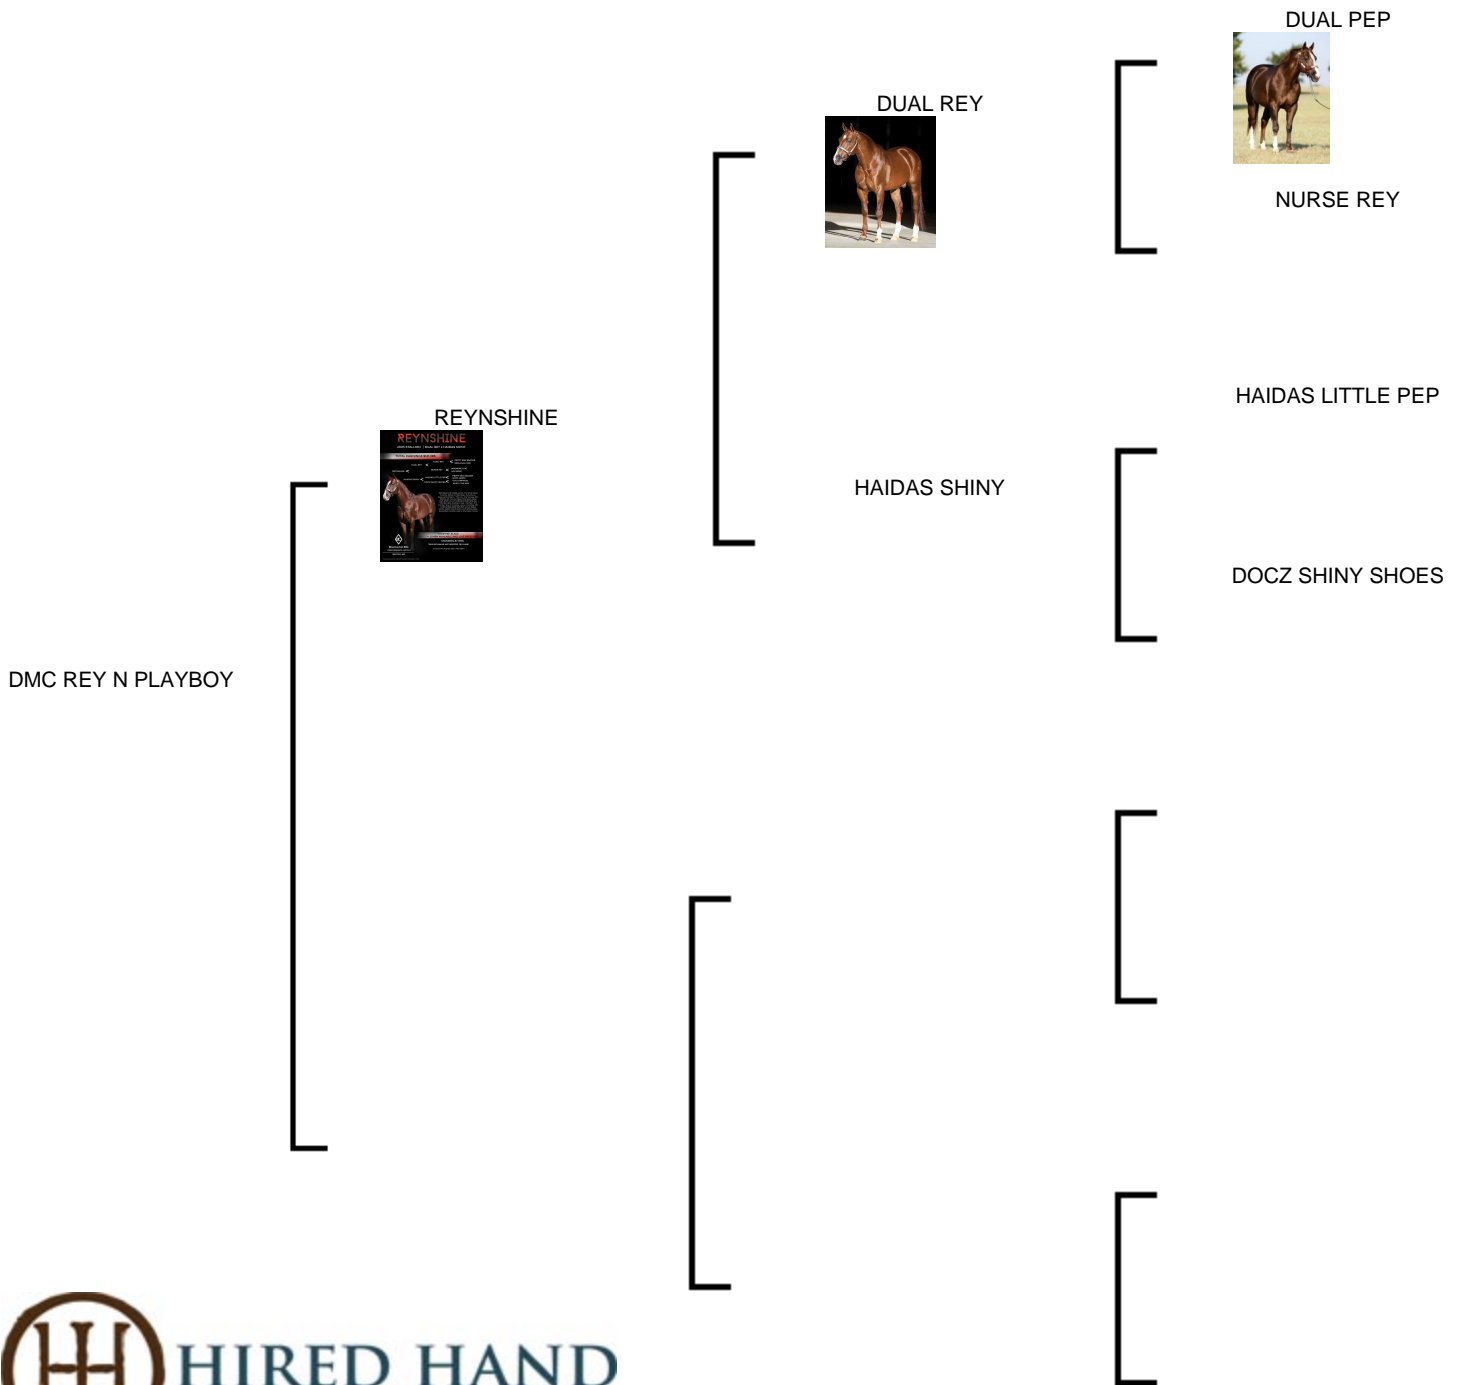 DUAL PEP
DUAL REY
NURSE REY
HAIDAS LITTLE PEP
REYNSHINE
REYNSHINE
HAIDAS SHINY
DOCZ SHINY SHOES
DMC REY N PLAYBOY
HIRED HAND